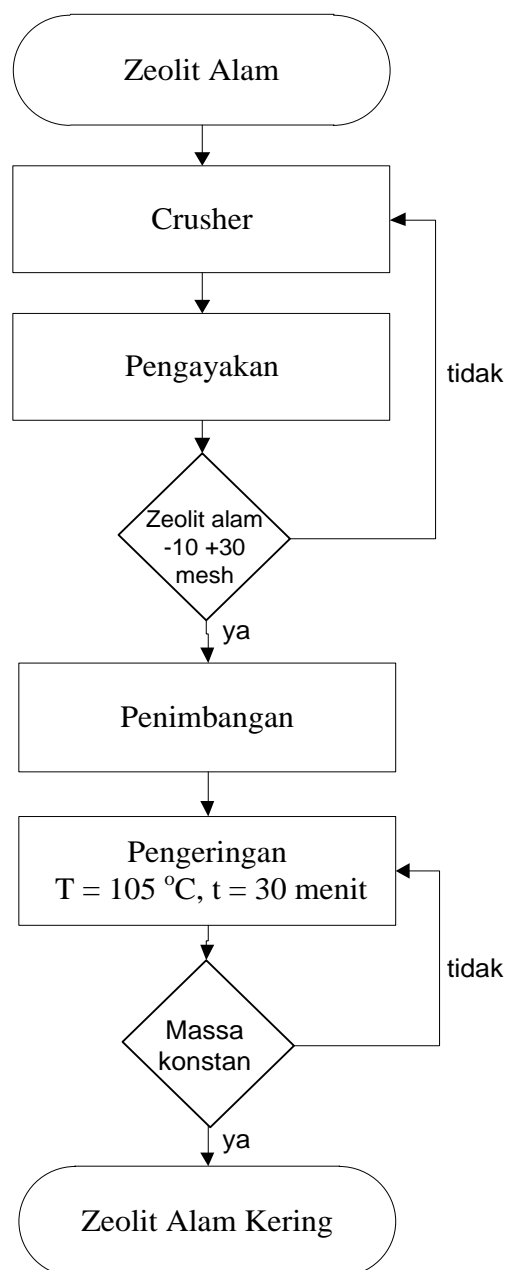 Zeolit Alam
Crusher
Pengayakan
tidak
Zeolit alam
-10 +30
mesh
ya
Penimbangan
Pengeringan
T = 105 °C, t = 30 menit
tidak
Massa
konstan
ya
Zeolit Alam Kering